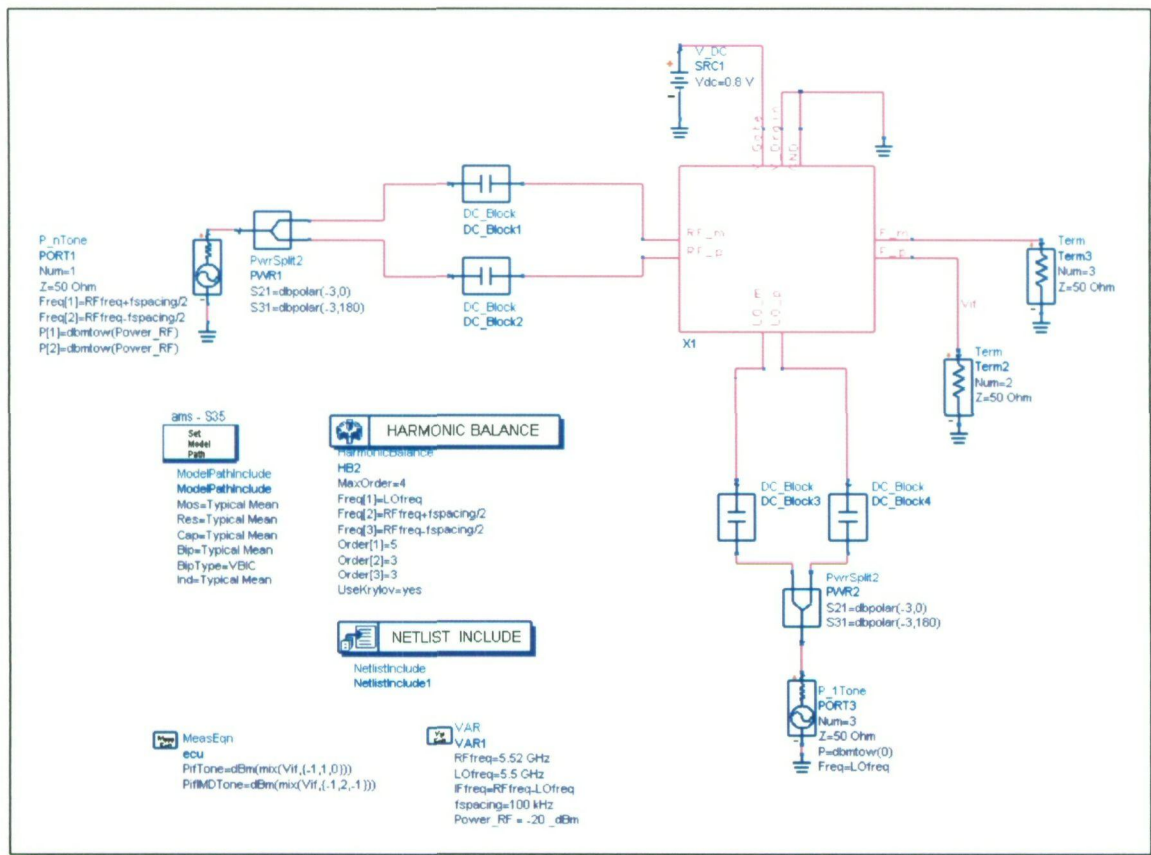 V_DC
SRC1
Vdc=0.8 V
V_Drain
GND
DC_Block
DC_Block1
P_nTone
PORT1
Num=1
Z=50 Ohm
Freq[1]=RFfreq+fspacing/2
Freq[2]=RFfreq-fspacing/2
P[1]=dbmtow(Power_RF)
P[2]=dbmtow(Power_RF)
PwrSplit2
PWR1
S21=dbpolar(-3,0)
S31=dbpolar(-3,180)
DC_Block
DC_Block2
RF_m
RF_p
X1
Vif
Term
Term3
Num=3
Z=50 Ohm
Term
Term2
Num=2
Z=50 Ohm
ams - S35
Set
Model
Path
ModelPathInclude
ModelPathInclude
Mos=Typical Mean
Res=Typical Mean
Cap=Typical Mean
Bip=Typical Mean
BipType=VBIC
Ind=Typical Mean
HARMONIC BALANCE
HarmonicBalance
HB2
MaxOrder=4
Freq[1]=LOfreq
Freq[2]=RFfreq+fspacing/2
Freq[3]=RFfreq-fspacing/2
Order[1]=5
Order[2]=3
Order[3]=3
UseKrylov=yes
DC_Block
DC_Block3
DC_Block
DC_Block4
PwrSplit2
PWR2
S21=dbpolar(-3,0)
S31=dbpolar(-3,180)
NETLIST INCLUDE
NetlistInclude
NetlistInclude1
P_1Tone
PORT3
Num=3
Z=50 Ohm
P=dbmtow(0)
Freq=LOfreq
MeasEqn
ecu
PifTone=dBm(mix(Vif,{-1,1,0}))
PifIMDTone=dBm(mix(Vif,{-1,2,-1}))
VAR
VAR1
RFfreq=5.52 GHz
LOfreq=5.5 GHz
IFfreq=RFfreq-LOfreq
fspacing=100 kHz
Power_RF = -20 _dBm